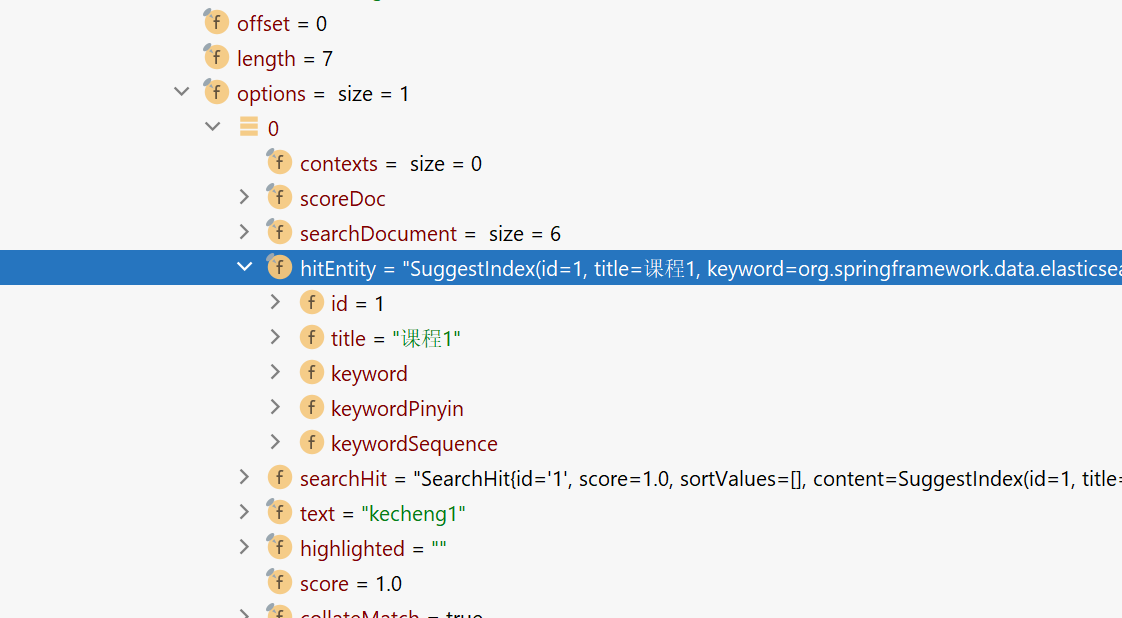 offset = 0
length = 7
options = size = 1
0
contexts = size = 0
scoreDoc
searchDocument = size = 6
hitEntity = "SuggestIndex(id=1, title=课程1, keyword=org.springframework.data.elasticsea
id = 1
title = "课程1"
keyword
keywordPinyin
keywordSequence
searchHit = "SearchHit{id='1', score=1.0, sortValues=[], content=SuggestIndex(id=1, title=
text = "kecheng1"
highlighted = ""
score = 1.0
collateMatch = true